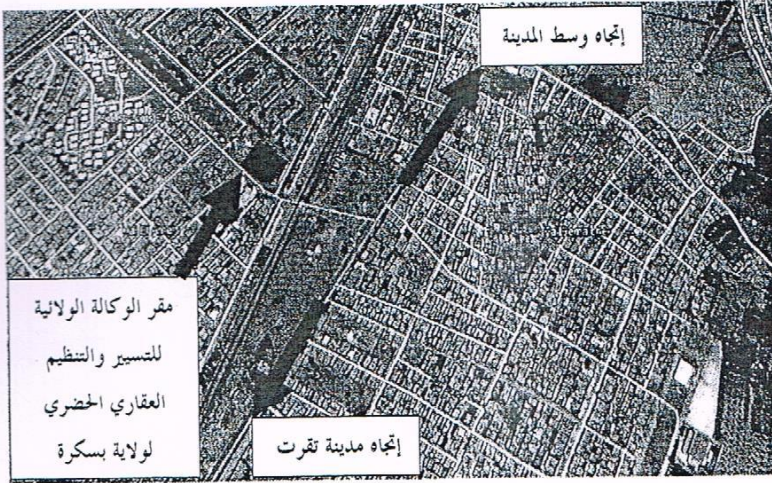 إتجاه وسط المدينة
مقر الوكالة الولائية
للتسيير والتنظيم
العقاري الحضري
لولاية بسكرة
إتجاه مدينة تقرت